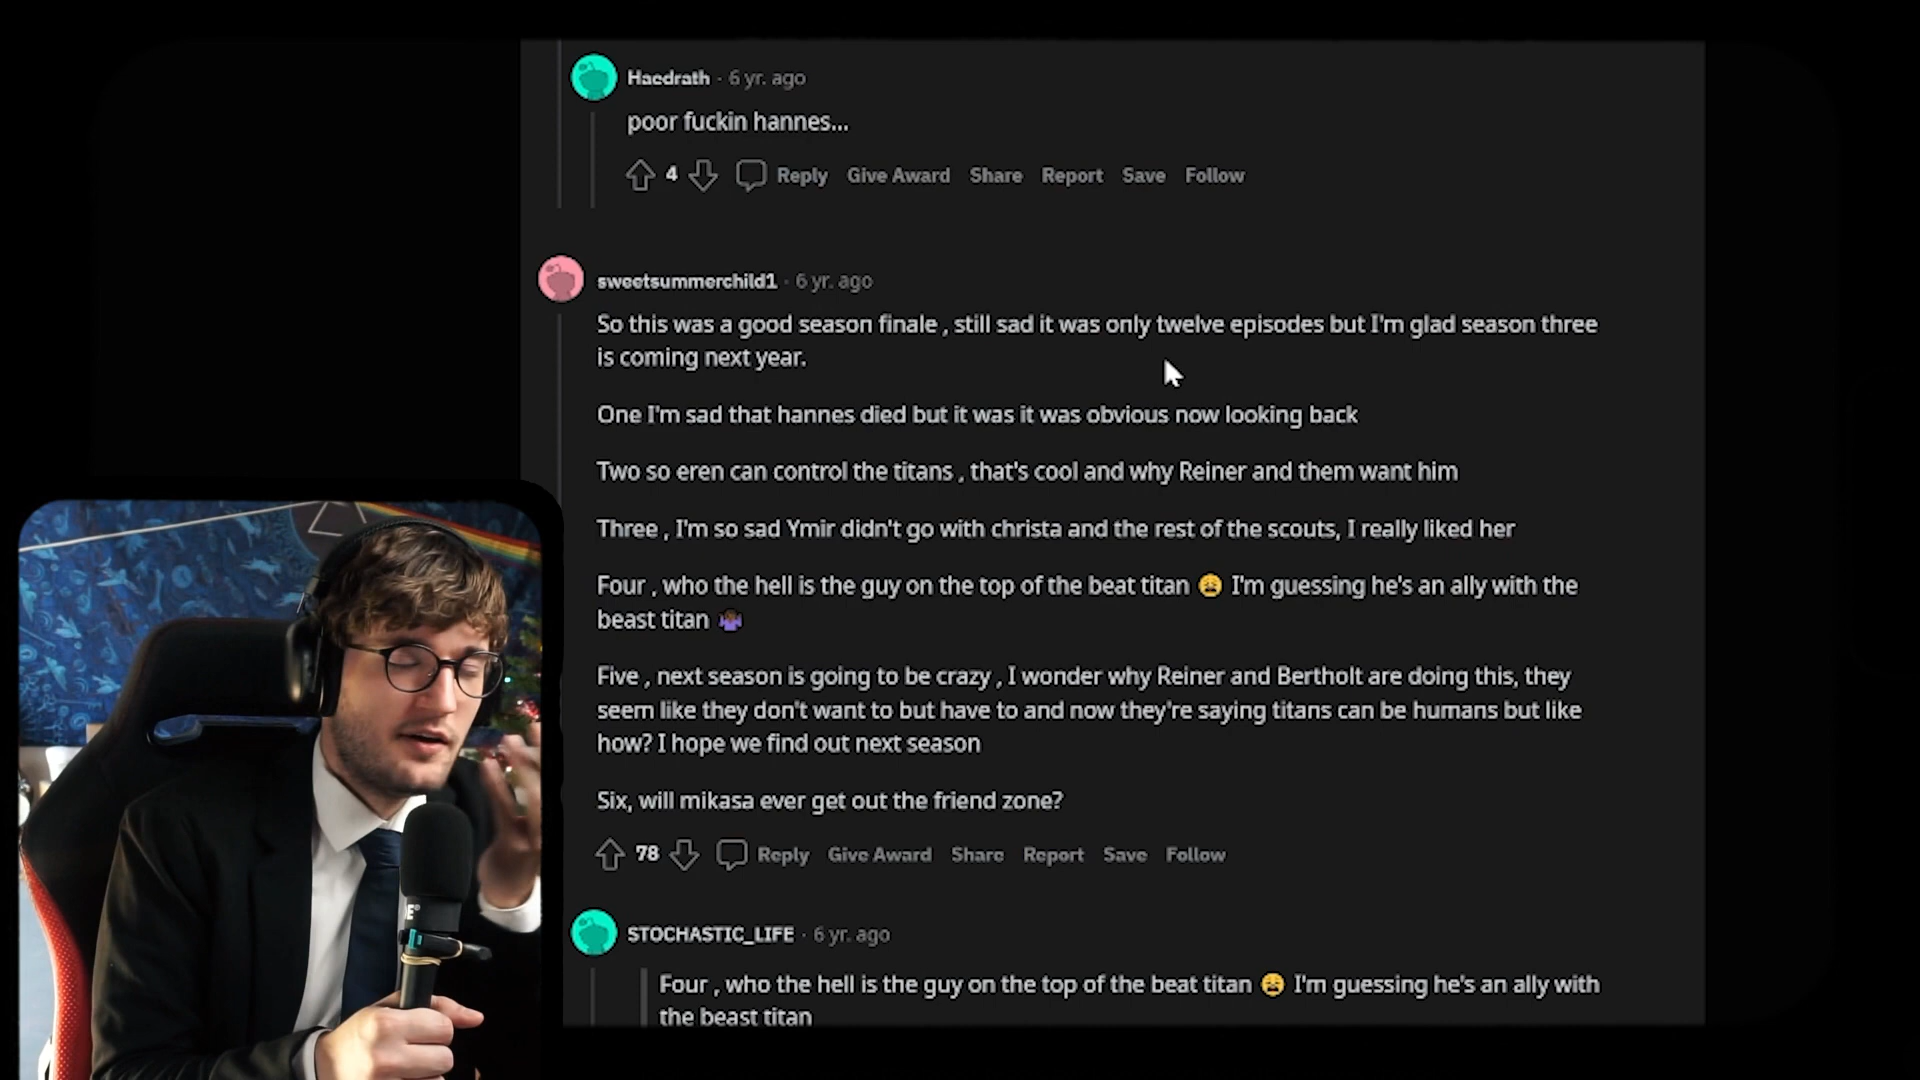 Haedrath · 6 yr. ago
poor fuckin hannes...
4 Reply Give Award Share Report Save Follow
sweetsummerchild1 · 6 yr. ago
So this was a good season finale , still sad it was only twelve episodes but I'm glad season three
is coming next year.
One I'm sad that hannes died but it was it was obvious now looking back
Two so eren can control the titans , that's cool and why Reiner and them want him
Three , I'm so sad Ymir didn't go with christa and the rest of the scouts, I really liked her
Four , who the hell is the guy on the top of the beat titan 😩 I'm guessing he's an ally with the
beast titan 🤷🏾‍♀️
Five , next season is going to be crazy , I wonder why Reiner and Bertholt are doing this, they
seem like they don't want to but have to and now they're saying titans can be humans but like
how? I hope we find out next season
Six, will mikasa ever get out the friend zone?
78 Reply Give Award Share Report Save Follow
STOCHASTIC_LIFE · 6 yr. ago
Four , who the hell is the guy on the top of the beat titan 😩 I'm guessing he's an ally with
the beast titan